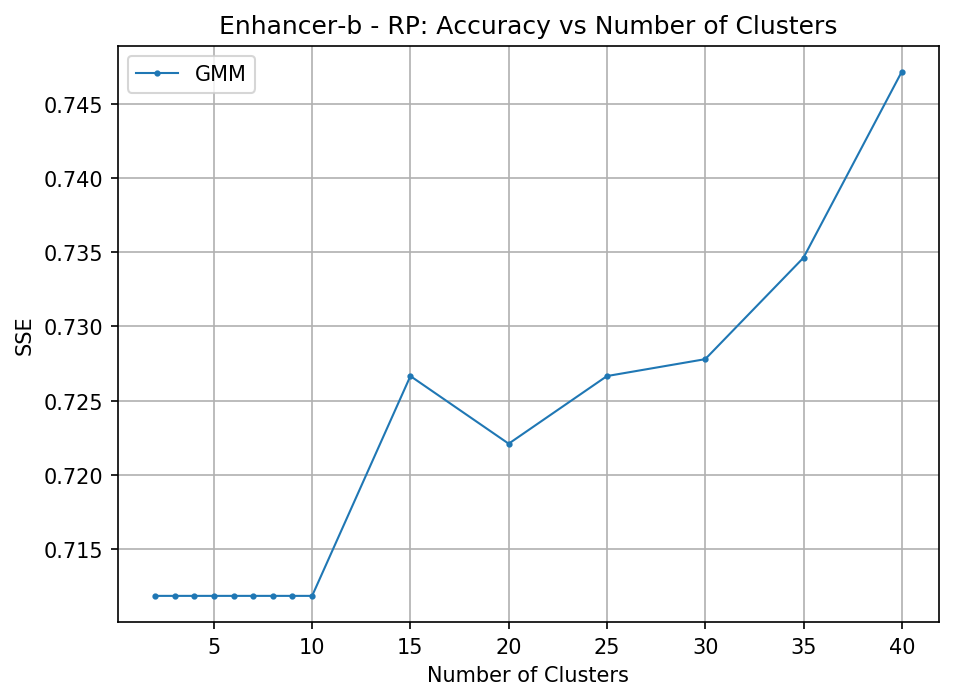 Enhancer-b - RP: Accuracy vs Number of Clusters
GMM
0.745
0.740
0.735
0.730
0.725
0.720
0.715
SSE
5 10 15 20 25 30 35 40
Number of Clusters